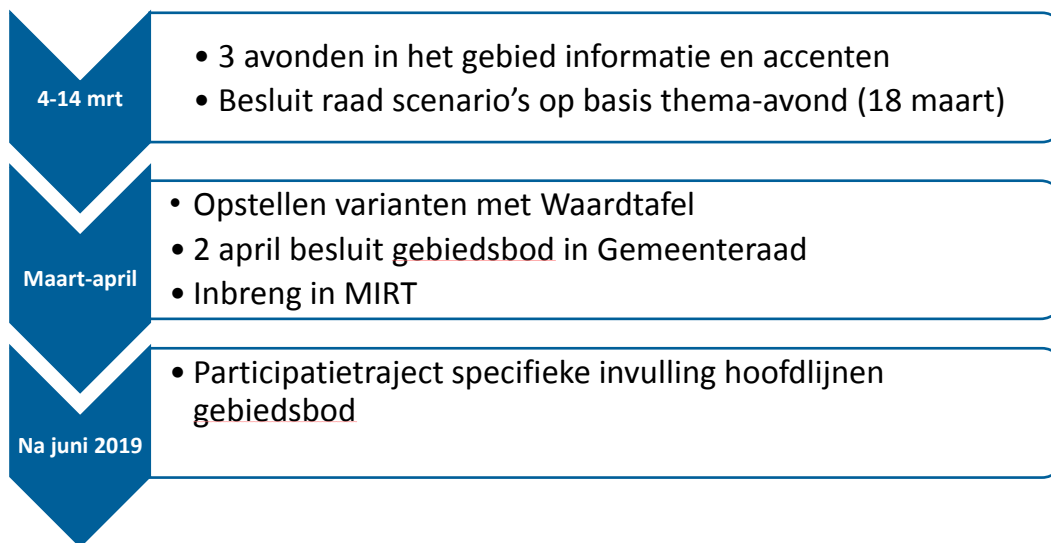 4-14 mrt
• 3 avonden in het gebied informatie en accenten
• Besluit raad scenario’s op basis thema-avond (18 maart)
Maart-april
• Opstellen varianten met Waardtafel
• 2 april besluit gebiedsbod in Gemeenteraad
• Inbreng in MIRT
Na juni 2019
• Participatietraject specifieke invulling hoofdlijnen
gebiedsbod